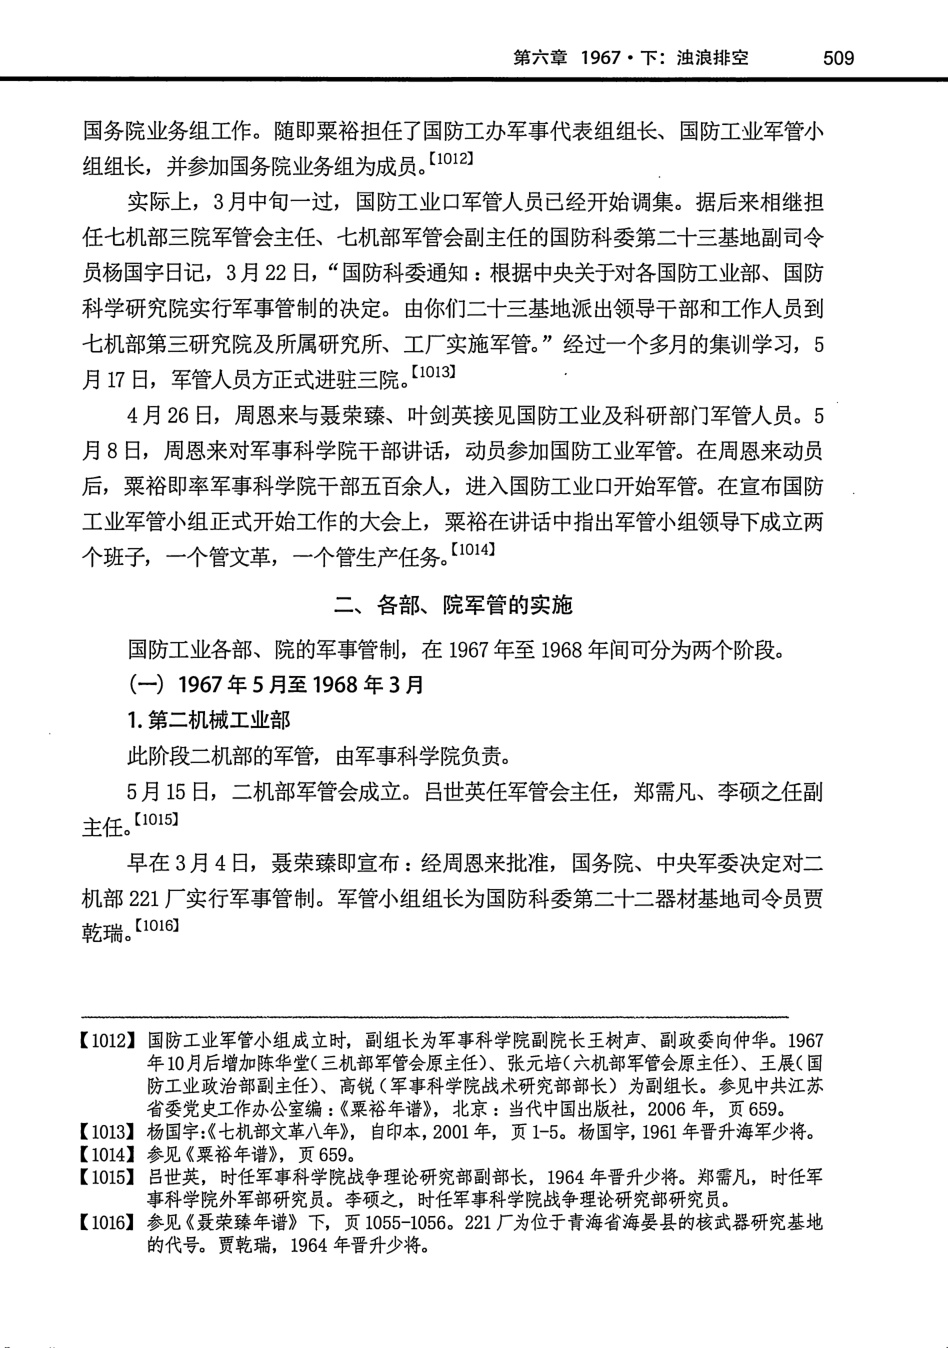 第六章 1967·下：浊浪排空 509
国务院业务组工作。随即粟裕担任了国防工办军事代表组组长、国防工业军管小
组组长，并参加国务院业务组为成员。【1012】
实际上，3月中旬一过，国防工业口军管人员已经开始调集。据后来相继担
任七机部三院军管会主任、七机部军管会副主任的国防科委第二十三基地副司令
员杨国宇日记，3月22日，“国防科委通知：根据中央关于对各国防工业部、国防
科学研究院实行军事管制的决定。由你们二十三基地派出领导干部和工作人员到
七机部第三研究院及所属研究所、工厂实施军管。”经过一个多月的集训学习，5
月17日，军管人员方正式进驻三院。【1013】
4月26日，周恩来与聂荣臻、叶剑英接见国防工业及科研部门军管人员。5
月8日，周恩来对军事科学院干部讲话，动员参加国防工业军管。在周恩来动员
后，粟裕即率军事科学院干部五百余人，进入国防工业口开始军管。在宣布国防
工业军管小组正式开始工作的大会上，粟裕在讲话中指出军管小组领导下成立两
个班子，一个管文革，一个管生产任务。【1014】
二、各部、院军管的实施
国防工业各部、院的军事管制，在1967年至1968年间可分为两个阶段。
（一）1967年5月至1968年3月
1. 第二机械工业部
此阶段二机部的军管，由军事科学院负责。
5月15日，二机部军管会成立。吕世英任军管会主任，郑需凡、李硕之任副
主任。【1015】
早在3月4日，聂荣臻即宣布：经周恩来批准，国务院、中央军委决定对二
机部221厂实行军事管制。军管小组组长为国防科委第二十二器材基地司令员贾
乾瑞。【1016】
【1012】 国防工业军管小组成立时，副组长为军事科学院副院长王树声、副政委向仲华。1967
年10月后增加陈华堂（三机部军管会原主任）、张元培（六机部军管会原主任）、王展（国
防工业政治部副主任）、高锐（军事科学院战术研究部部长）为副组长。参见中共江苏
省委党史工作办公室编：《粟裕年谱》，北京：当代中国出版社，2006年，页659。
【1013】 杨国宇：《七机部文革八年》，自印本，2001年，页1-5。杨国宇，1961年晋升海军少将。
【1014】 参见《粟裕年谱》，页659。
【1015】 吕世英，时任军事科学院战争理论研究部副部长，1964年晋升少将。郑需凡，时任军
事科学院外军部研究员。李硕之，时任军事科学院战争理论研究部研究员。
【1016】 参见《聂荣臻年谱》下，页1055-1056。221厂为位于青海省海晏县的核武器研究基地
的代号。贾乾瑞，1964年晋升少将。